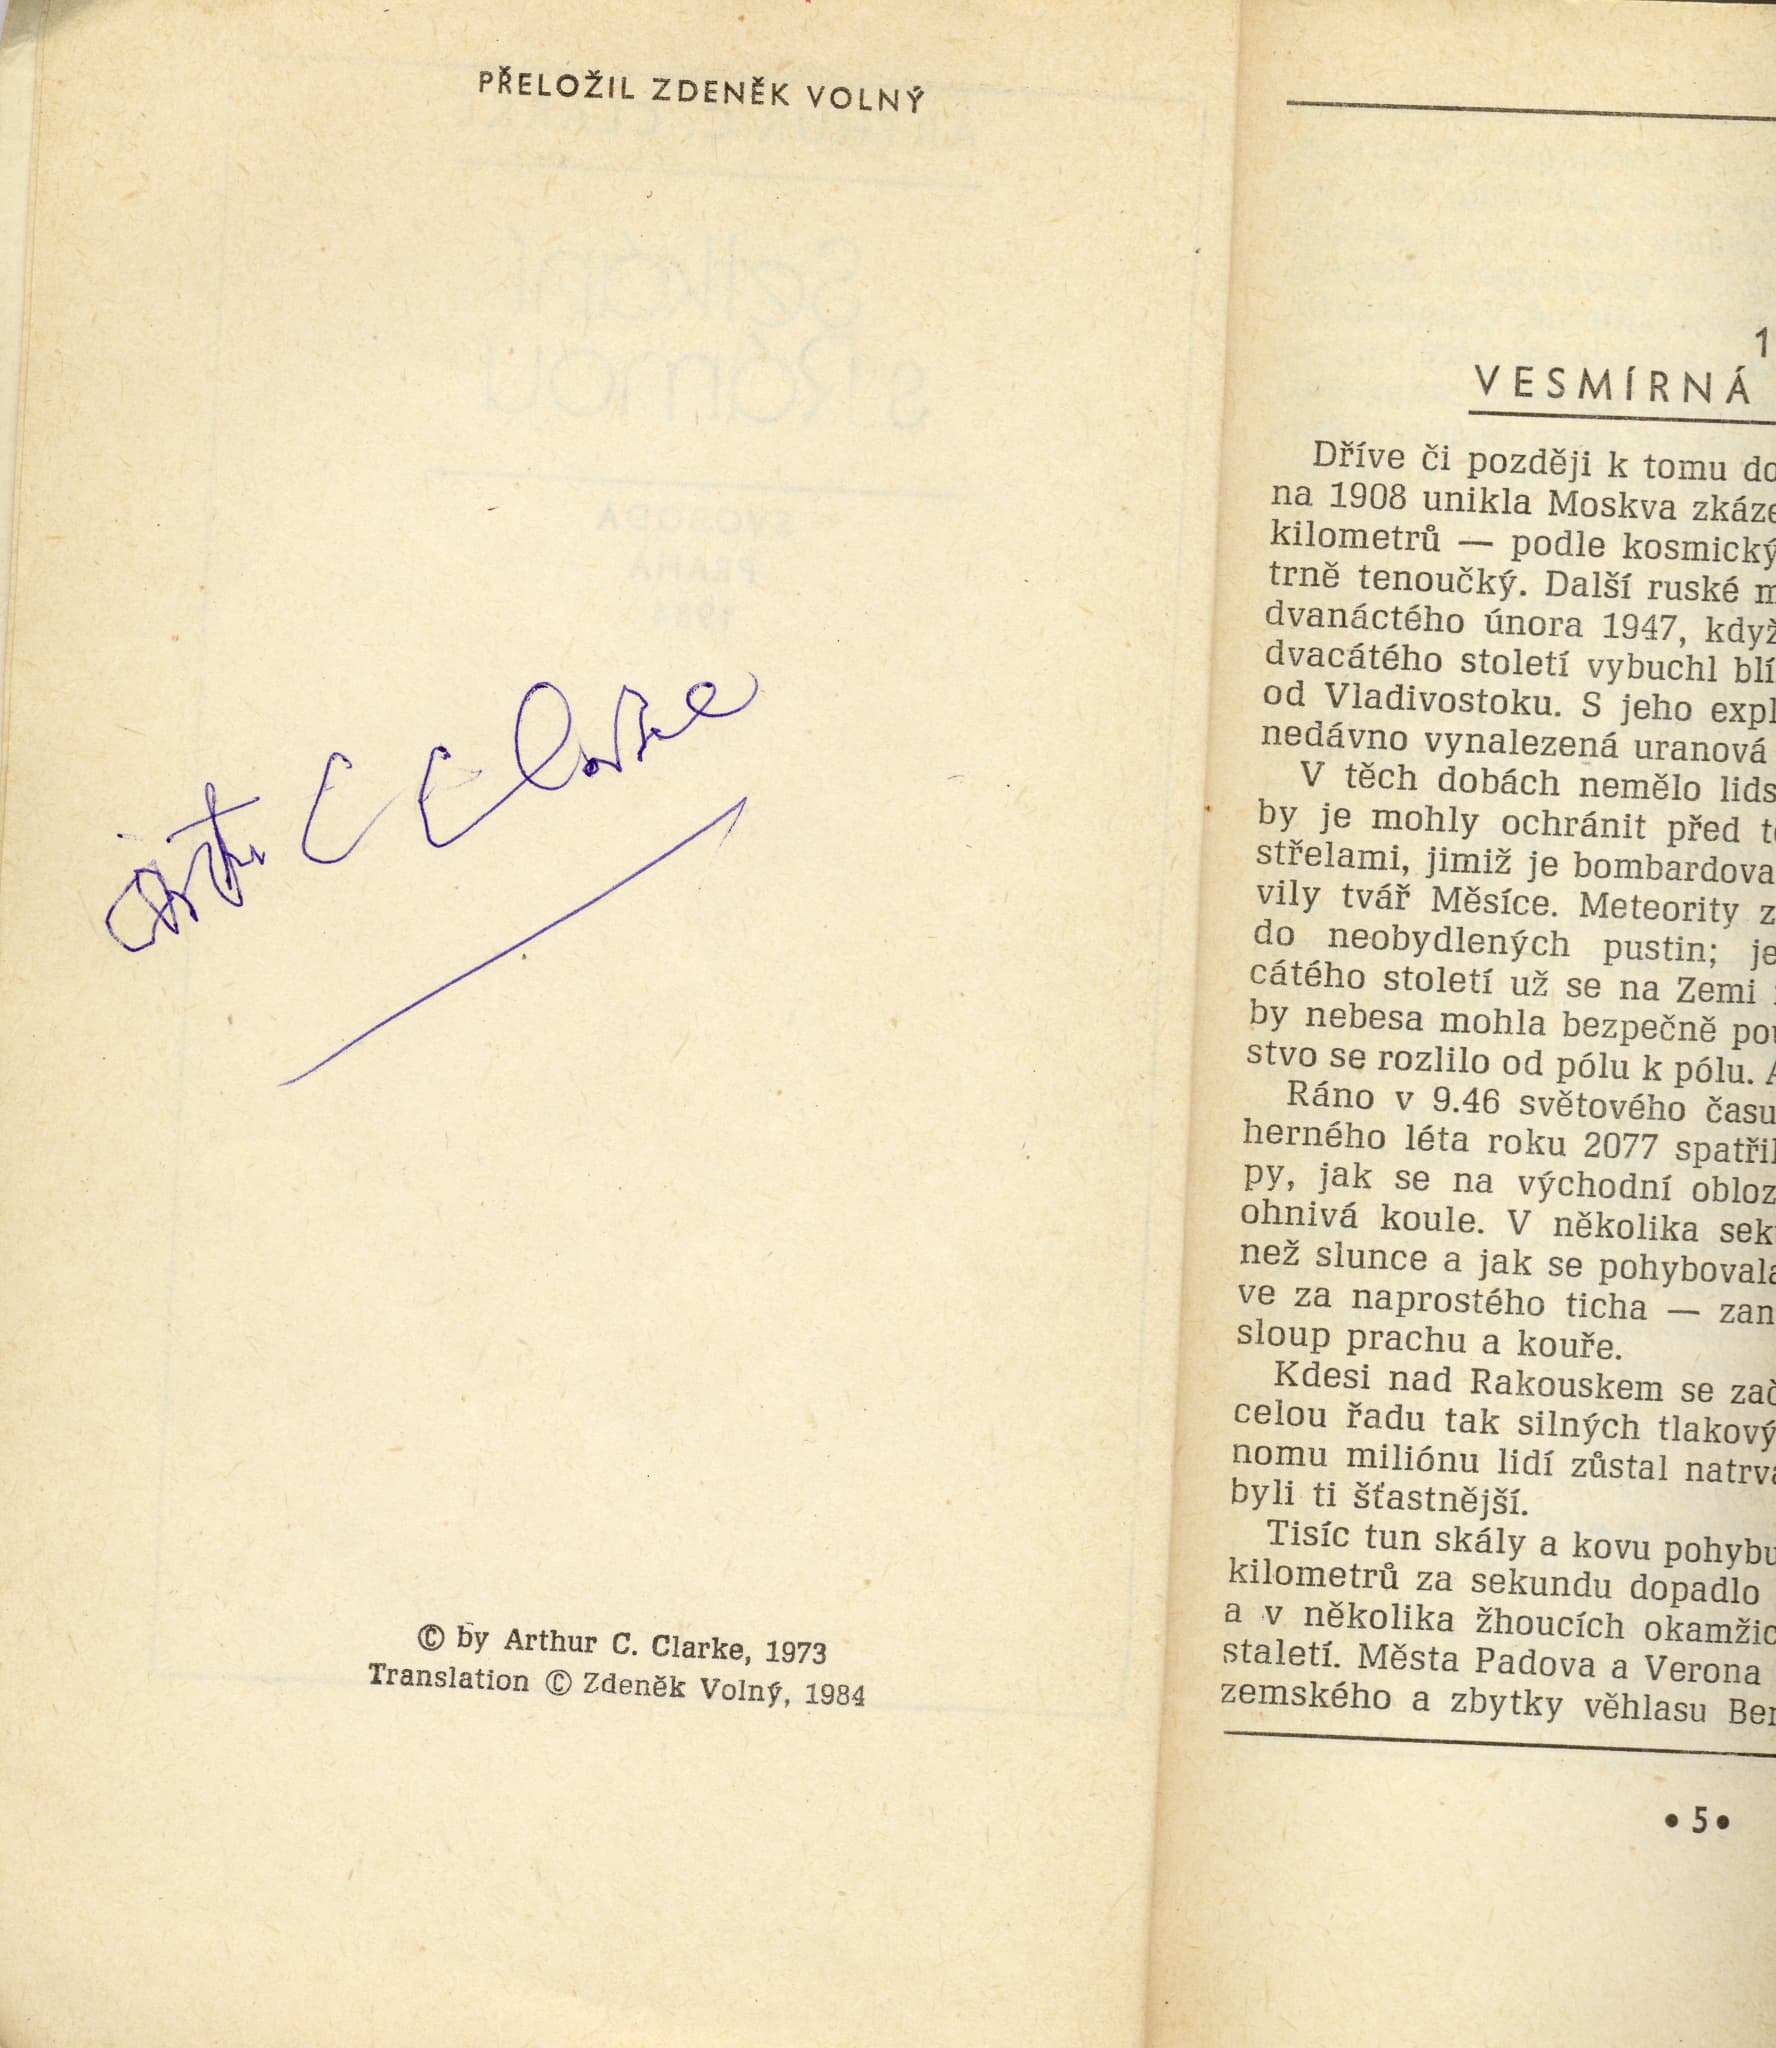 PŘELOŽIL ZDENĚK VOLNÝ
Arthur C Clarke
© by Arthur C. Clarke, 1973
Translation © Zdeněk Volný, 1984
1
VESMÍRNÁ
Dříve či později k tomu do
na 1908 unikla Moskva zkáze
kilometrů — podle kosmický
trně tenoučký. Další ruské m
dvanáctého února 1947, když
dvacátého století vybuchl blí
od Vladivostoku. S jeho expl
nedávno vynalezená uranová
V těch dobách nemělo lids
by je mohly ochránit před te
střelami, jimiž je bombardova
vily tvář Měsíce. Meteority z
do neobydlených pustin; je
cátého století už se na Zemi
by nebesa mohla bezpečně pou
stvo se rozlilo od pólu k pólu. A
Ráno v 9.46 světového času
herného léta roku 2077 spatřil
py, jak se na východní obloz
ohnivá koule. V několika sek
než slunce a jak se pohybovala
ve za naprostého ticha — zan
sloup prachu a kouře.
Kdesi nad Rakouskem se zač
celou řadu tak silných tlakový
nomu miliónu lidí zůstal natrva
byli ti šťastnější.
Tisíc tun skály a kovu pohybu
kilometrů za sekundu dopadlo
a v několika žhoucích okamžic
staletí. Města Padova a Verona
zemského a zbytky věhlasu Ben
• 5 •